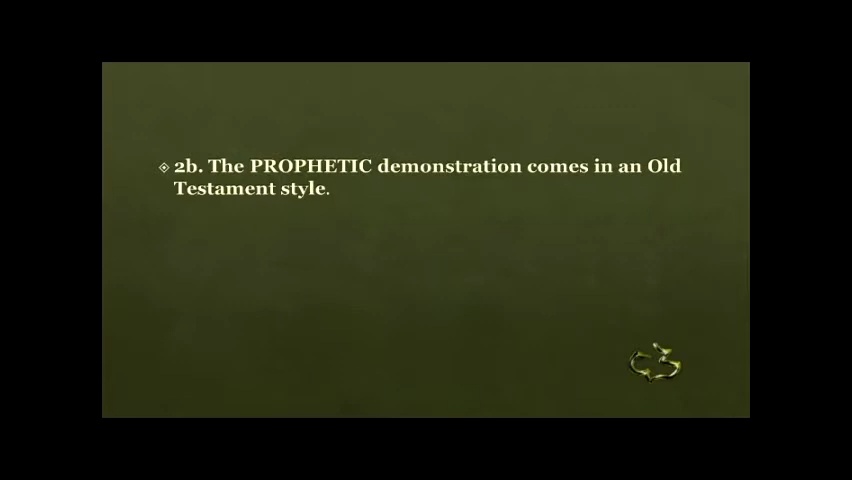 2b. The PROPHETIC demonstration comes in an Old
Testament style.